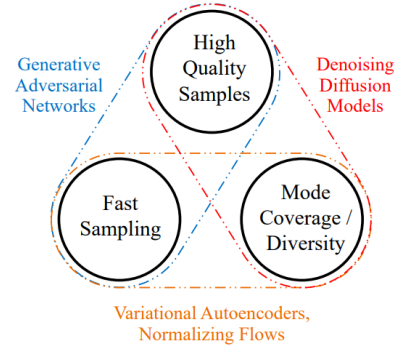 Generative
Adversarial
Networks
High
Quality
Samples
Denoising
Diffusion
Models
Fast
Sampling
Mode
Coverage /
Diversity
Variational Autoencoders,
Normalizing Flows